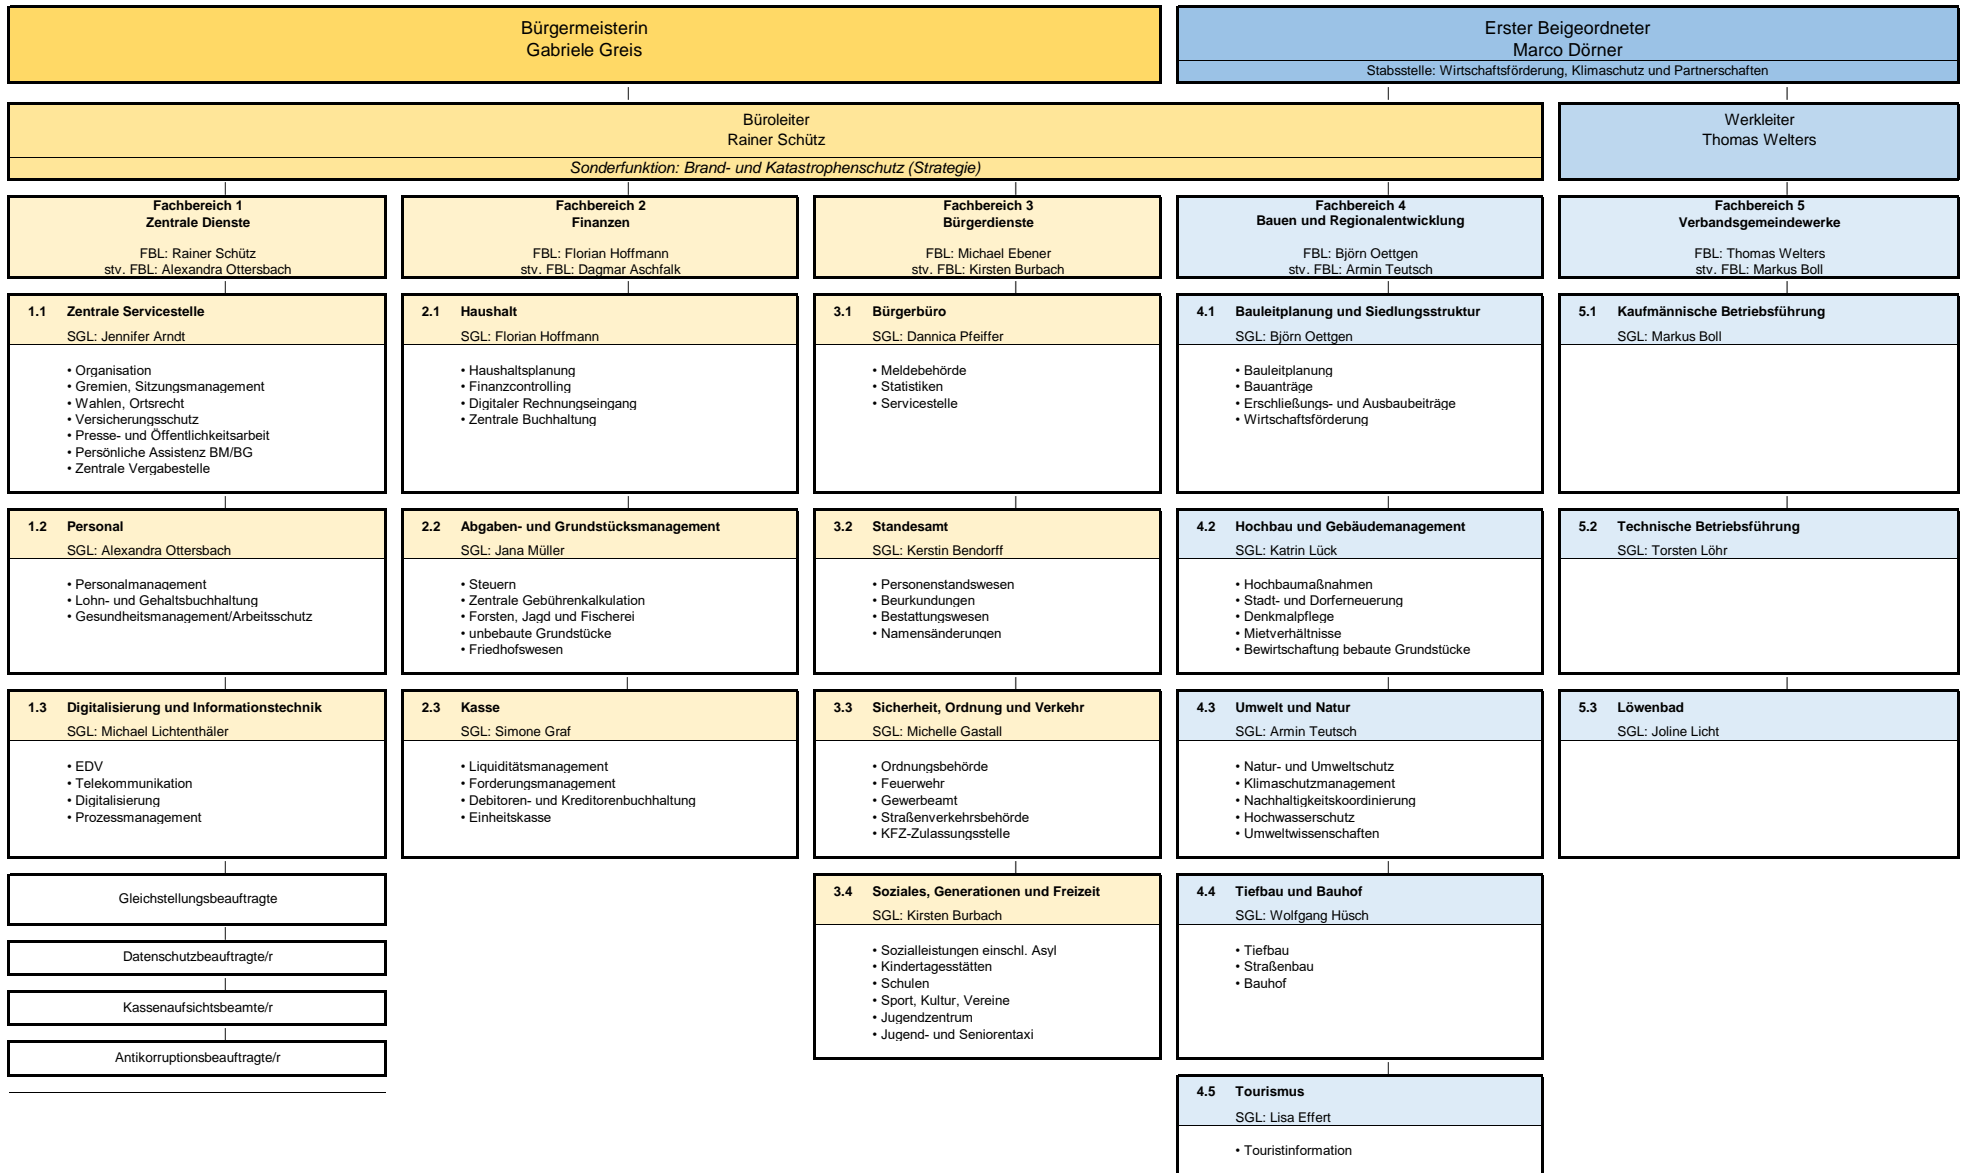 Bürgermeisterin
Gabriele Greis
Erster Beigeordneter
Marco Dörner
Stabsstelle: Wirtschaftsförderung, Klimaschutz und Partnerschaften
Büroleiter
Rainer Schütz
Sonderfunktion: Brand- und Katastrophenschutz (Strategie)
Werkleiter
Thomas Welters
Fachbereich 1
Zentrale Dienste
FBL: Rainer Schütz
stv. FBL: Alexandra Ottersbach
1.1 Zentrale Servicestelle
SGL: Jennifer Arndt
• Organisation
• Gremien, Sitzungsmanagement
• Wahlen, Ortsrecht
• Versicherungsschutz
• Presse- und Öffentlichkeitsarbeit
• Persönliche Assistenz BM/BG
• Zentrale Vergabestelle
1.2 Personal
SGL: Alexandra Ottersbach
• Personalmanagement
• Lohn- und Gehaltsbuchhaltung
• Gesundheitsmanagement/Arbeitsschutz
1.3 Digitalisierung und Informationstechnik
SGL: Michael Lichtenthäler
• EDV
• Telekommunikation
• Digitalisierung
• Prozessmanagement
Gleichstellungsbeauftragte
Datenschutzbeauftragte/r
Kassenaufsichtsbeamte/r
Antikorruptionsbeauftragte/r
Fachbereich 2
Finanzen
FBL: Florian Hoffmann
stv. FBL: Dagmar Aschfalk
2.1 Haushalt
SGL: Florian Hoffmann
• Haushaltsplanung
• Finanzcontrolling
• Digitaler Rechnungseingang
• Zentrale Buchhaltung
2.2 Abgaben- und Grundstücksmanagement
SGL: Jana Müller
• Steuern
• Zentrale Gebührenkalkulation
• Forsten, Jagd und Fischerei
• unbebaute Grundstücke
• Friedhofswesen
2.3 Kasse
SGL: Simone Graf
• Liquiditätsmanagement
• Forderungsmanagement
• Debitoren- und Kreditorenbuchhaltung
• Einheitskasse
Fachbereich 3
Bürgerdienste
FBL: Michael Ebener
stv. FBL: Kirsten Burbach
3.1 Bürgerbüro
SGL: Dannica Pfeiffer
• Meldebehörde
• Statistiken
• Servicestelle
3.2 Standesamt
SGL: Kerstin Bendorff
• Personenstandswesen
• Beurkundungen
• Bestattungswesen
• Namensänderungen
3.3 Sicherheit, Ordnung und Verkehr
SGL: Michelle Gastall
• Ordnungsbehörde
• Feuerwehr
• Gewerbeamt
• Straßenverkehrsbehörde
• KFZ-Zulassungsstelle
3.4 Soziales, Generationen und Freizeit
SGL: Kirsten Burbach
• Sozialleistungen einschl. Asyl
• Kindertagesstätten
• Schulen
• Sport, Kultur, Vereine
• Jugendzentrum
• Jugend- und Seniorentaxi
Fachbereich 4
Bauen und Regionalentwicklung
FBL: Björn Oettgen
stv. FBL: Armin Teutsch
4.1 Bauleitplanung und Siedlungsstruktur
SGL: Björn Oettgen
• Bauleitplanung
• Bauanträge
• Erschließungs- und Ausbaubeiträge
• Wirtschaftsförderung
4.2 Hochbau und Gebäudemanagement
SGL: Katrin Lück
• Hochbaumaßnahmen
• Stadt- und Dorferneuerung
• Denkmalpflege
• Mietverhältnisse
• Bewirtschaftung bebaute Grundstücke
4.3 Umwelt und Natur
SGL: Armin Teutsch
• Natur- und Umweltschutz
• Klimaschutzmanagement
• Nachhaltigkeitskoordinierung
• Hochwasserschutz
• Umweltwissenschaften
4.4 Tiefbau und Bauhof
SGL: Wolfgang Hüsch
• Tiefbau
• Straßenbau
• Bauhof
4.5 Tourismus
SGL: Lisa Effert
• Touristinformation
Fachbereich 5
Verbandsgemeindewerke
FBL: Thomas Welters
stv. FBL: Markus Boll
5.1 Kaufmännische Betriebsführung
SGL: Markus Boll
5.2 Technische Betriebsführung
SGL: Torsten Löhr
5.3 Löwenbad
SGL: Joline Licht